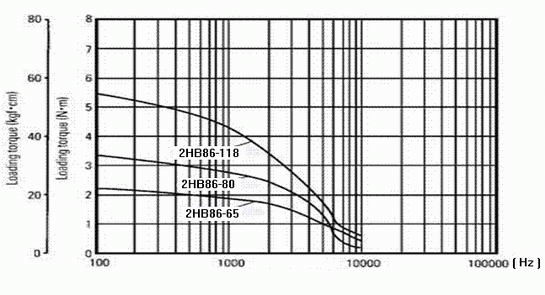 80
60
40
20
0
Loading torque (kgf•cm)
8
7
6
5
4
3
2
1
0
Loading torque (N•m)
2HB86-118
2HB86-80
2HB86-65
100
1000
10000
100000 ( Hz )